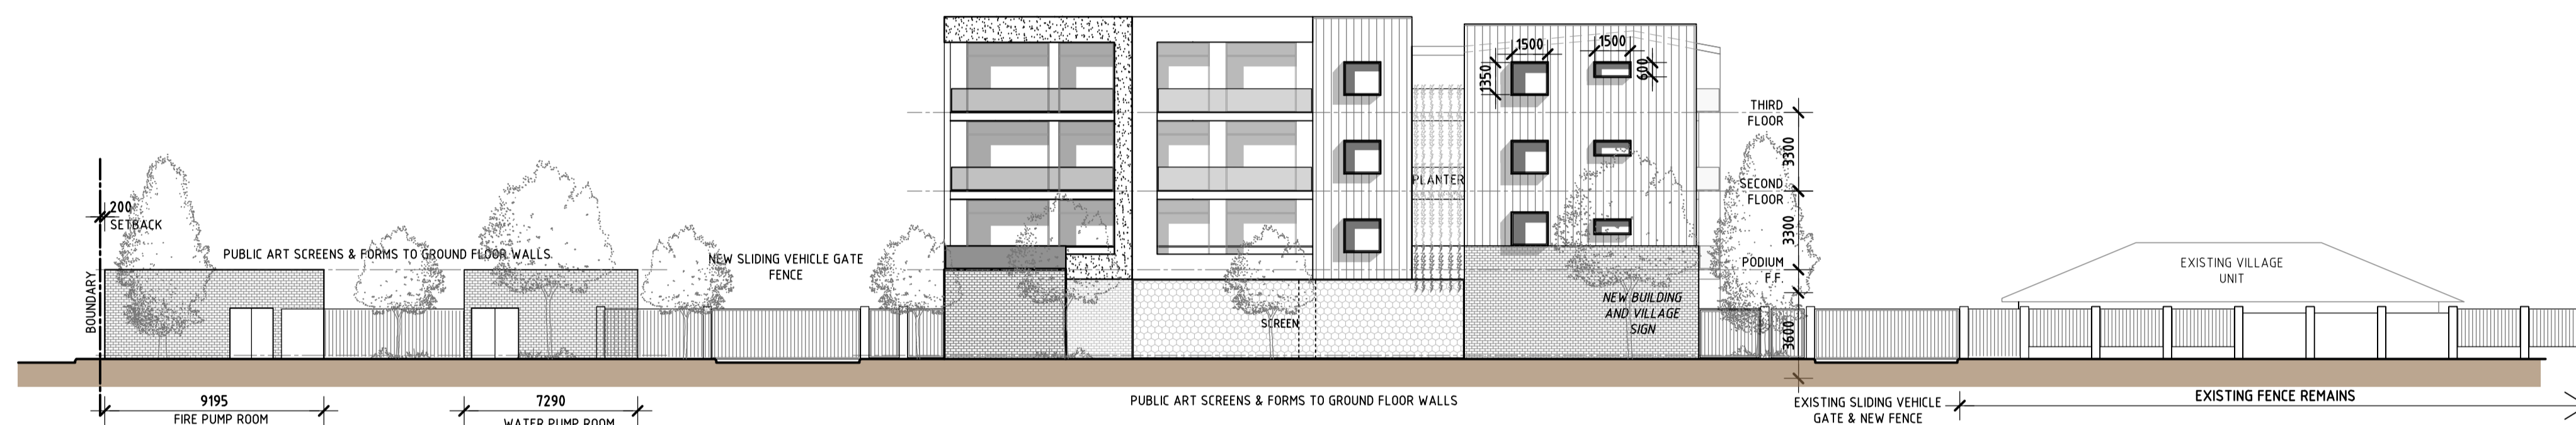 200
SETBACK
BOUNDARY
PUBLIC ART SCREENS & FORMS TO GROUND FLOOR WALLS
NEW SLIDING VEHICLE GATE
FENCE
9195
FIRE PUMP ROOM
7290
WATER PUMP ROOM
SCREEN
PLANTER
1500
1500
1350
600
NEW BUILDING
AND VILLAGE
SIGN
THIRD
FLOOR
3300
SECOND
FLOOR
3300
PODIUM
F.F.
3600
EXISTING VILLAGE
UNIT
PUBLIC ART SCREENS & FORMS TO GROUND FLOOR WALLS
EXISTING SLIDING VEHICLE
GATE & NEW FENCE
EXISTING FENCE REMAINS